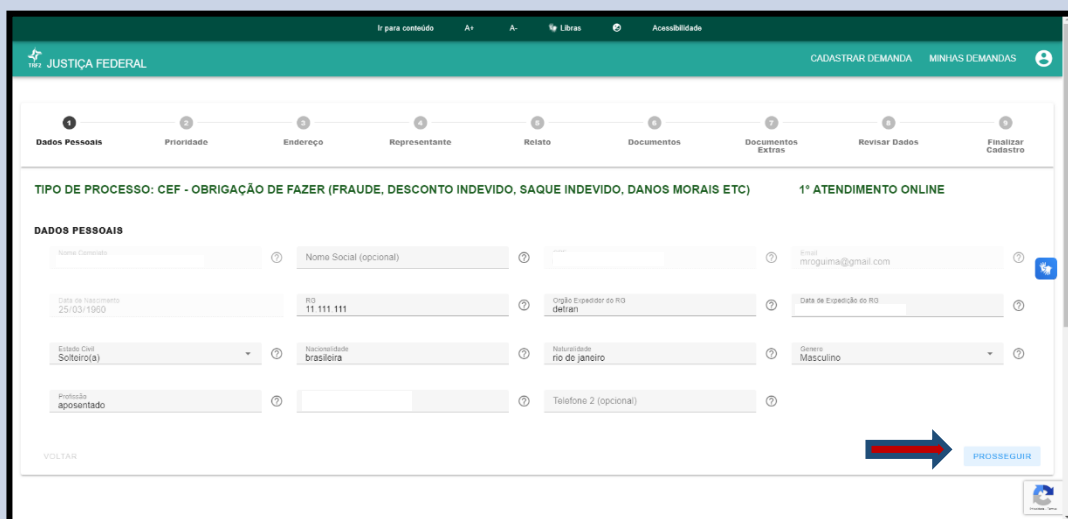 Ir para conteúdo A+ A- Libras Acessibilidade
TRF2 JUSTIÇA FEDERAL CADASTRAR DEMANDA MINHAS DEMANDAS
1 2 3 4 5 6 7 8 9
Dados Pessoais Prioridade Endereço Representante Relato Documentos Documentos Extras Revisar Dados Finalizar Cadastro
TIPO DE PROCESSO: CEF - OBRIGAÇÃO DE FAZER (FRAUDE, DESCONTO INDEVIDO, SAQUE INDEVIDO, DANOS MORAIS ETC) 1° ATENDIMENTO ONLINE
DADOS PESSOAIS
Nome Completo Nome Social (opcional) Email
mroguima@gmail.com
Data de Nascimento RG Orgão Expedidor do RG Data de Expedição do RG
25/03/1960 11.111.111 detran
Estado Civil Nacionalidade Naturalidade Genero
Solteiro(a) brasileira rio de janeiro Masculino
Profissão
aposentado Telefone 2 (opcional)
VOLTAR PROSSEGUIR